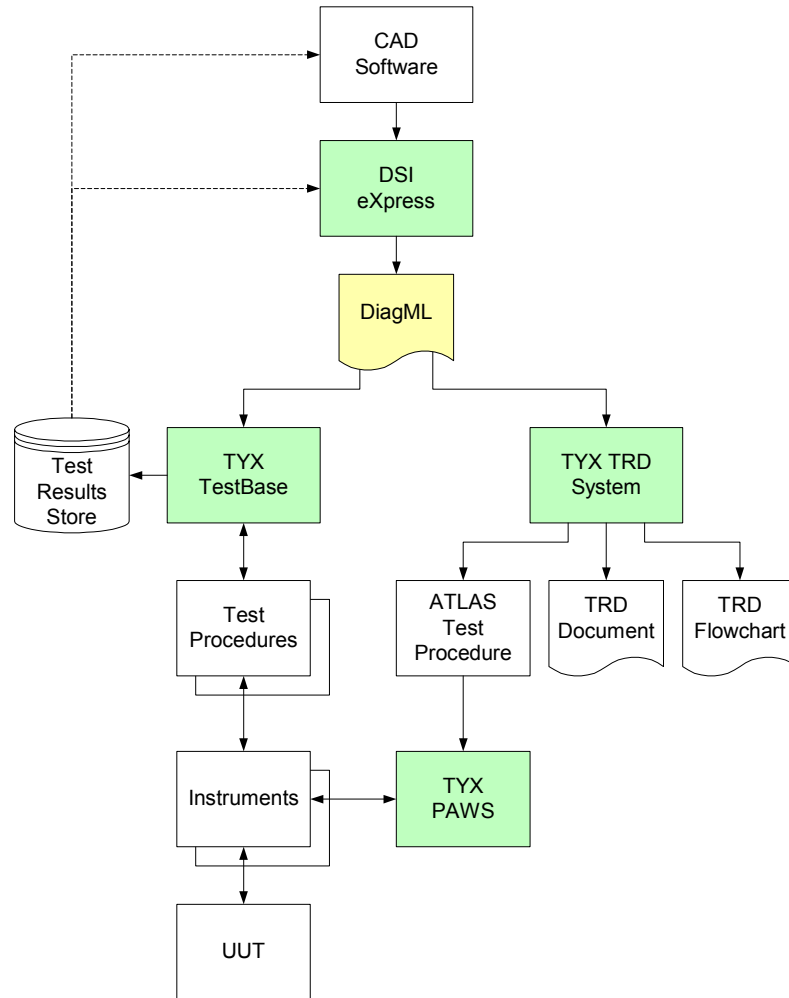 CAD
Software
DSI
eXpress
DiagML
Test
Results
Store
TYX
TestBase
TYX TRD
System
Test
Procedures
ATLAS
Test
Procedure
TRD
Document
TRD
Flowchart
Instruments
TYX
PAWS
UUT